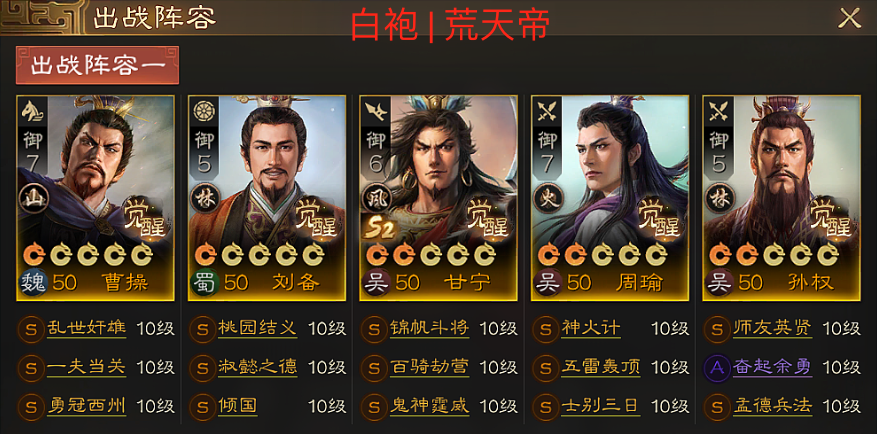 出战阵容
白袍 | 荒天帝
出战阵容一
御 7 山 觉醒 魏 50 曹操
御 5 林 觉醒 蜀 50 刘备
御 6 风 S2 觉醒 吴 50 甘宁
御 7 火 觉醒 吴 50 周瑜
御 5 林 觉醒 吴 50 孙权
S 乱世奸雄 10级 S 桃园结义 10级 S 锦帆斗将 10级 S 神火计 10级 S 师友英贤 10级
S 一夫当关 10级 S 淑懿之德 10级 S 百骑劫营 10级 S 五雷轰顶 10级 A 奋起余勇 10级
S 勇冠西州 10级 S 倾国 10级 S 鬼神霆威 10级 S 士别三日 10级 S 孟德兵法 10级